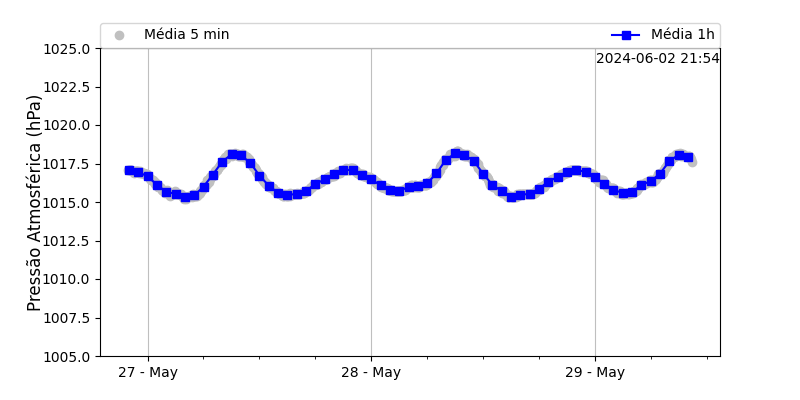 Média 5 min
Média 1h
2024-06-02 21:54
Pressão Atmosférica (hPa)
1025.0
1022.5
1020.0
1017.5
1015.0
1012.5
1010.0
1007.5
1005.0
27 - May
28 - May
29 - May